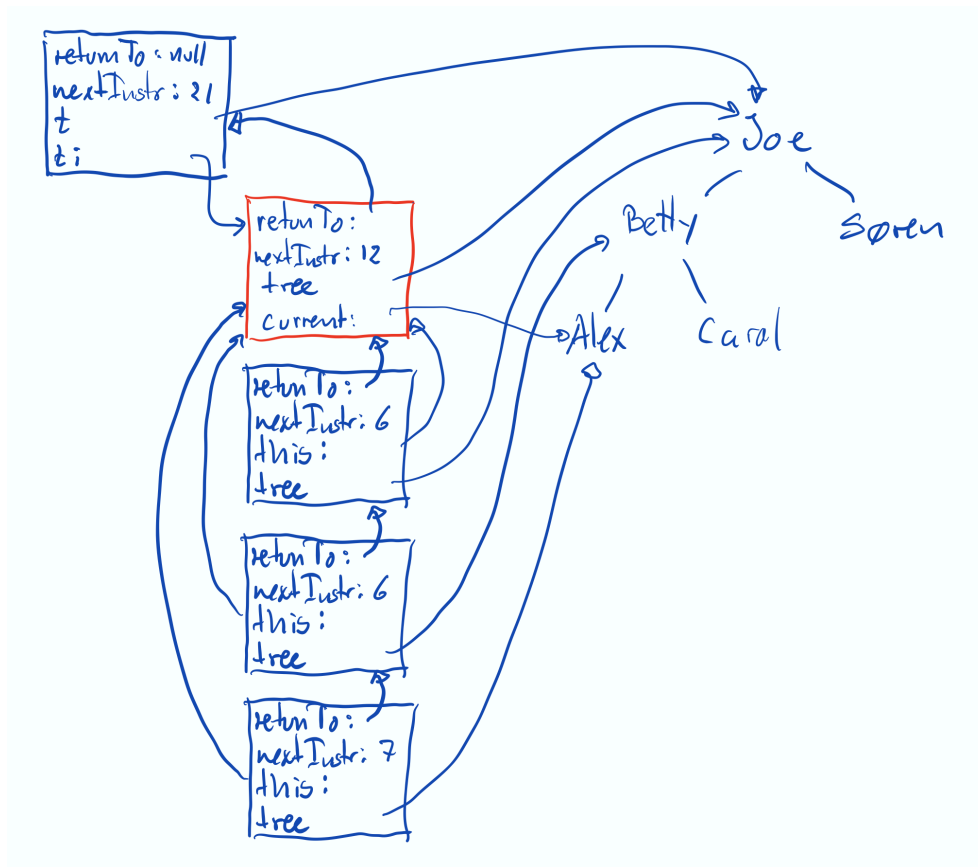 returnTo: null
nextInstr: 21
t
ti
Joe
Betty
Søren
Alex
Carol
returnTo:
nextInstr: 12
tree
current:
returnTo:
nextInstr: 6
this:
tree
returnTo:
nextInstr: 6
this:
tree
returnTo:
nextInstr: 7
this:
tree